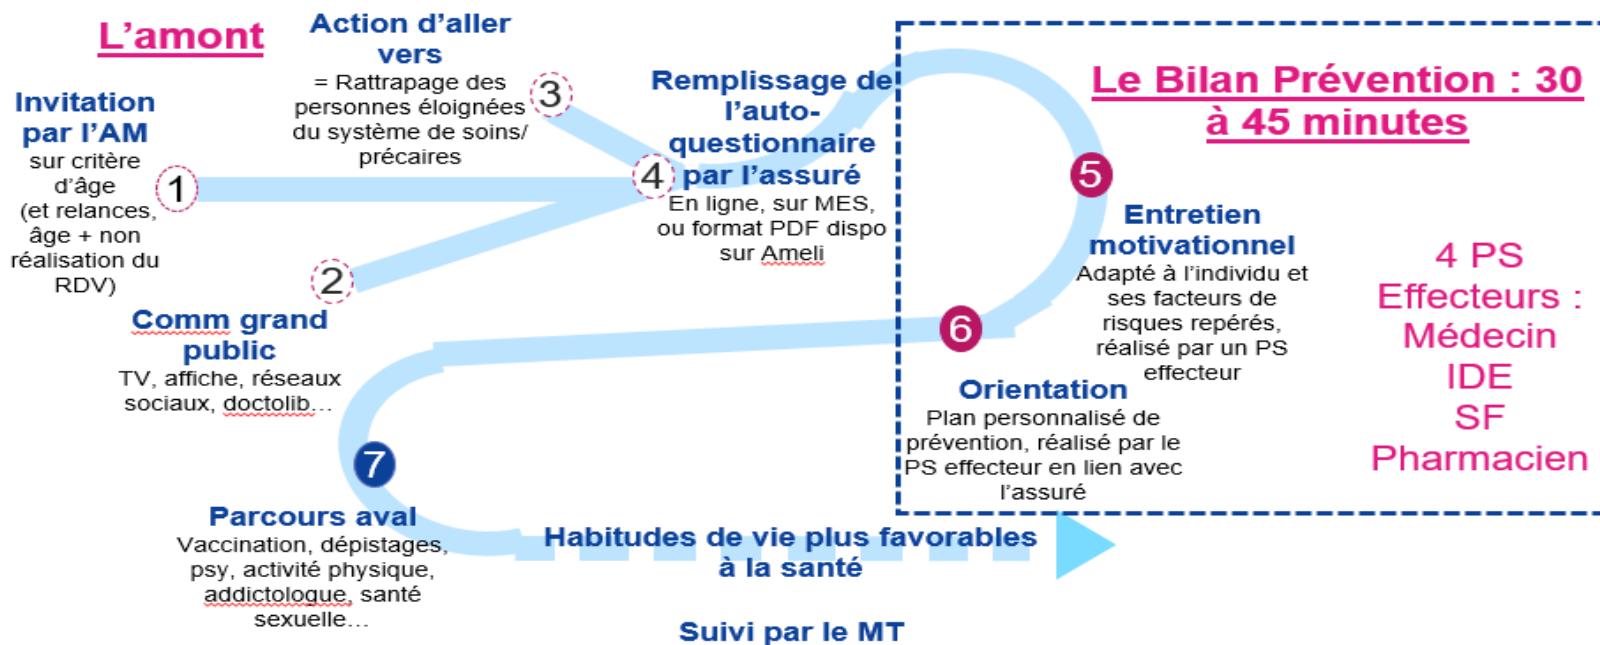 L'amont
Invitation
par l'AM
sur critère
d'âge
(et relances,
âge + non
réalisation du
RDV)
1
Comm grand
public
TV, affiche, réseaux
sociaux, doctolib…
2
Action d'aller
vers
= Rattrapage des
personnes éloignées
du système de soins/
précaires
3
4
Remplissage de
l'auto-
questionnaire
par l'assuré
En ligne, sur MES,
ou format PDF dispo
sur Ameli
Le Bilan Prévention : 30
à 45 minutes
5
Entretien
motivationnel
Adapté à l'individu et
ses facteurs de
risques repérés,
réalisé par un PS
effecteur
4 PS
Effecteurs :
Médecin
IDE
SF
Pharmacien
6
Orientation
Plan personnalisé de
prévention, réalisé par le
PS effecteur en lien avec
l'assuré
7
Parcours aval
Vaccination, dépistages,
psy, activité physique,
addictologue, santé
sexuelle…
Habitudes de vie plus favorables
à la santé
Suivi par le MT